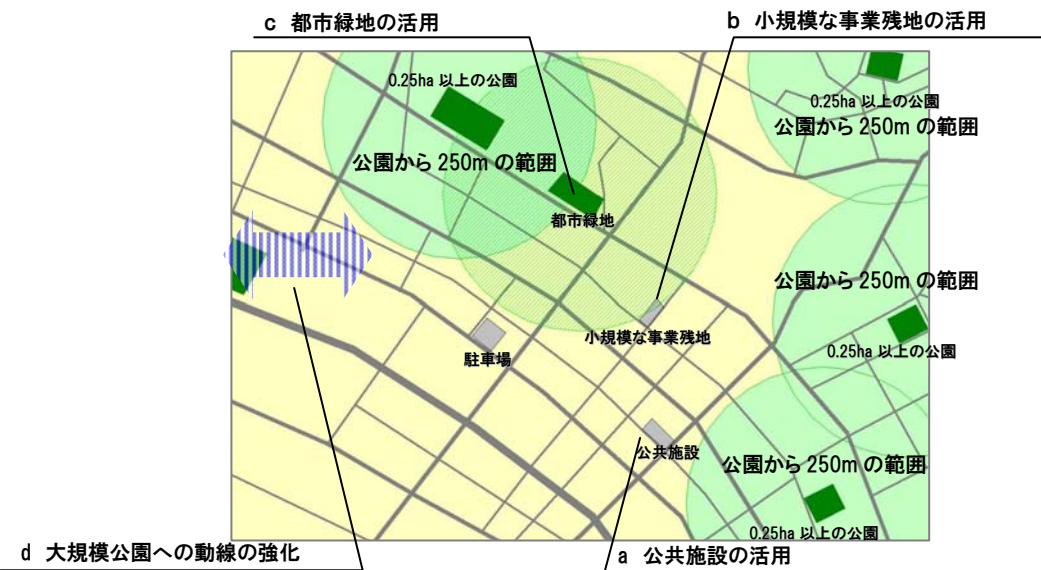 c 都市緑地の活用
b 小規模な事業残地の活用
0.25ha 以上の公園
0.25ha 以上の公園
公園から 250m の範囲
公園から 250m の範囲
都市緑地
公園から 250m の範囲
小規模な事業残地
駐車場
0.25ha 以上の公園
公共施設
公園から 250m の範囲
0.25ha 以上の公園
d 大規模公園への動線の強化
a 公共施設の活用